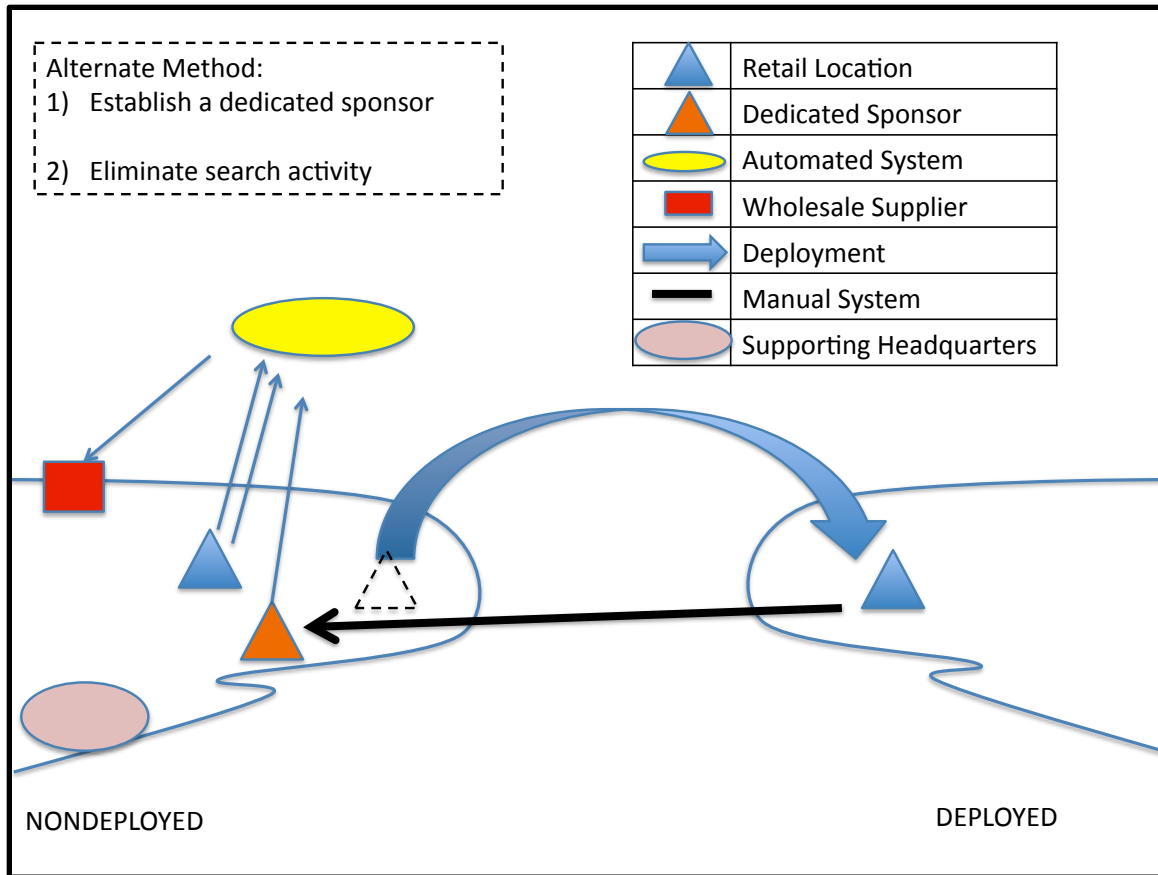 Alternate Method:
1) Establish a dedicated sponsor
2) Eliminate search activity
Retail Location
Dedicated Sponsor
Automated System
Wholesale Supplier
Deployment
Manual System
Supporting Headquarters
NONDEPLOYED
DEPLOYED